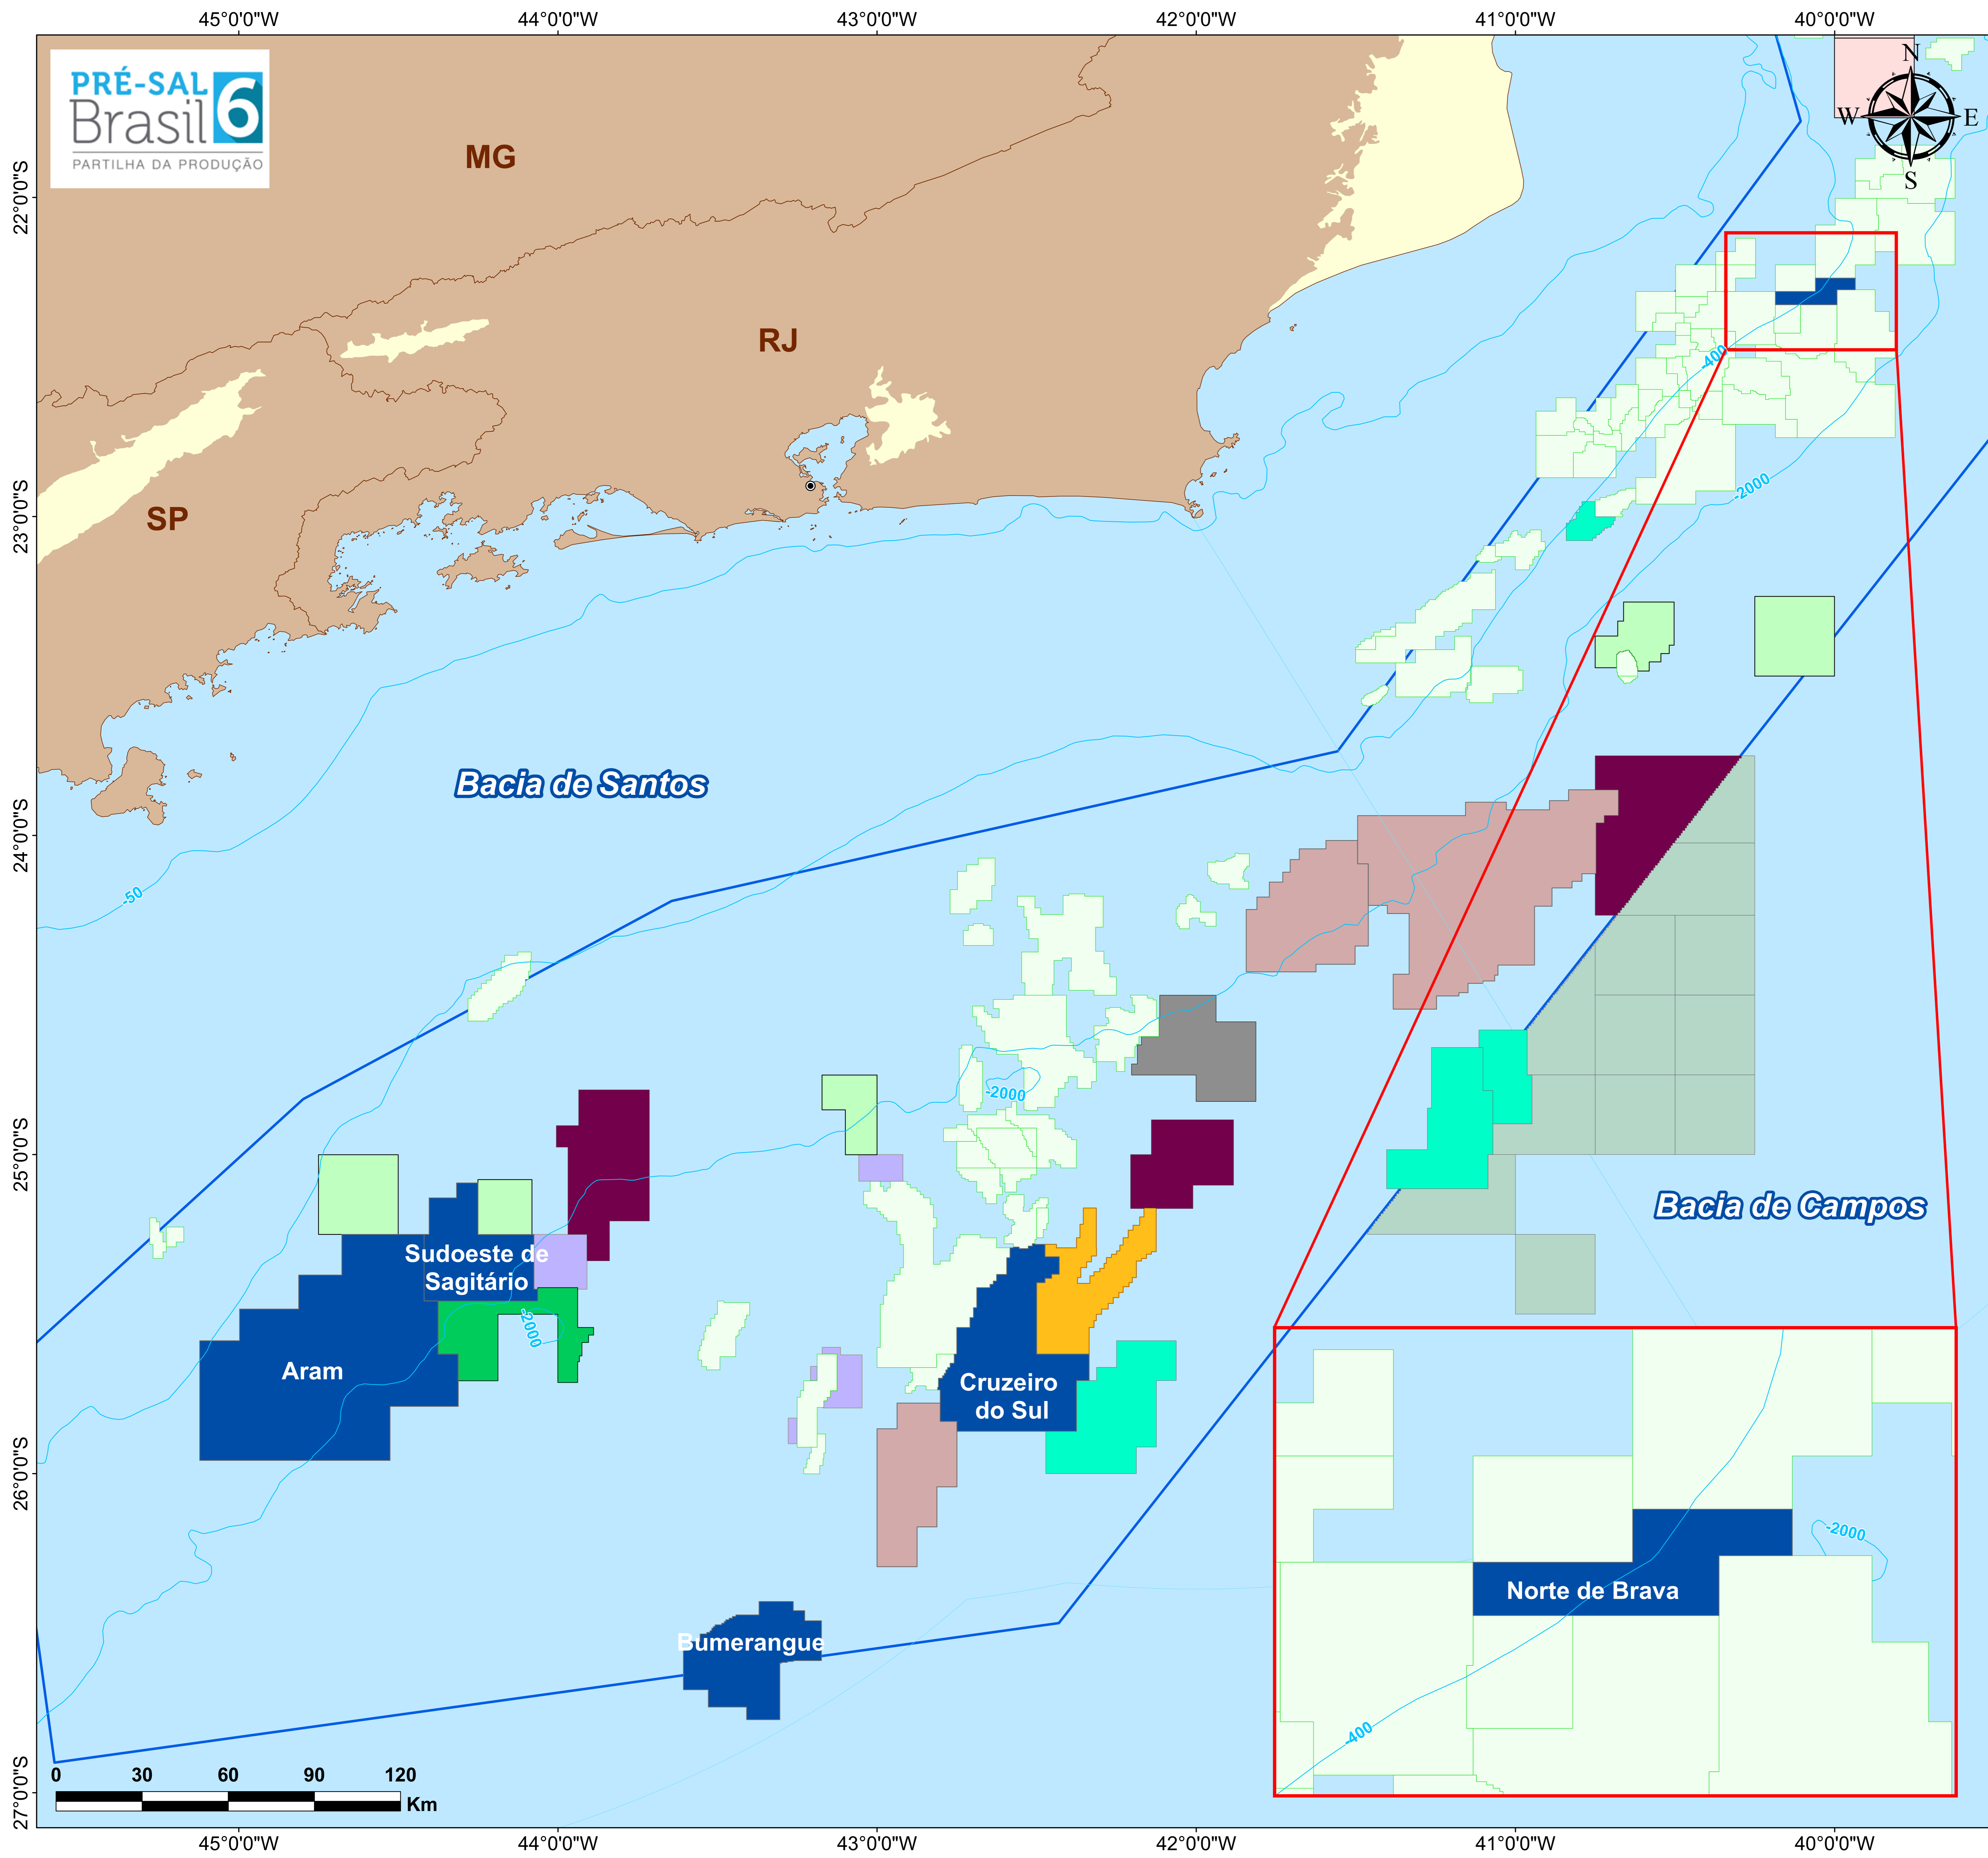 45°0'0"W
44°0'0"W
43°0'0"W
42°0'0"W
41°0'0"W
40°0'0"W
PRÉ-SAL
Brasil 6
PARTILHA DA PRODUÇÃO
N
W
E
S
MG
RJ
SP
22°0'0"S
23°0'0"S
24°0'0"S
25°0'0"S
26°0'0"S
27°0'0"S
-400
-2000
-50
Bacia de Santos
-2000
Bacia de Campos
Sudoeste de
Sagitário
-2000
Aram
Cruzeiro
do Sul
-2000
Norte de Brava
Bumerangue
-400
0
30
60
90
120
Km
45°0'0"W
44°0'0"W
43°0'0"W
42°0'0"W
41°0'0"W
40°0'0"W